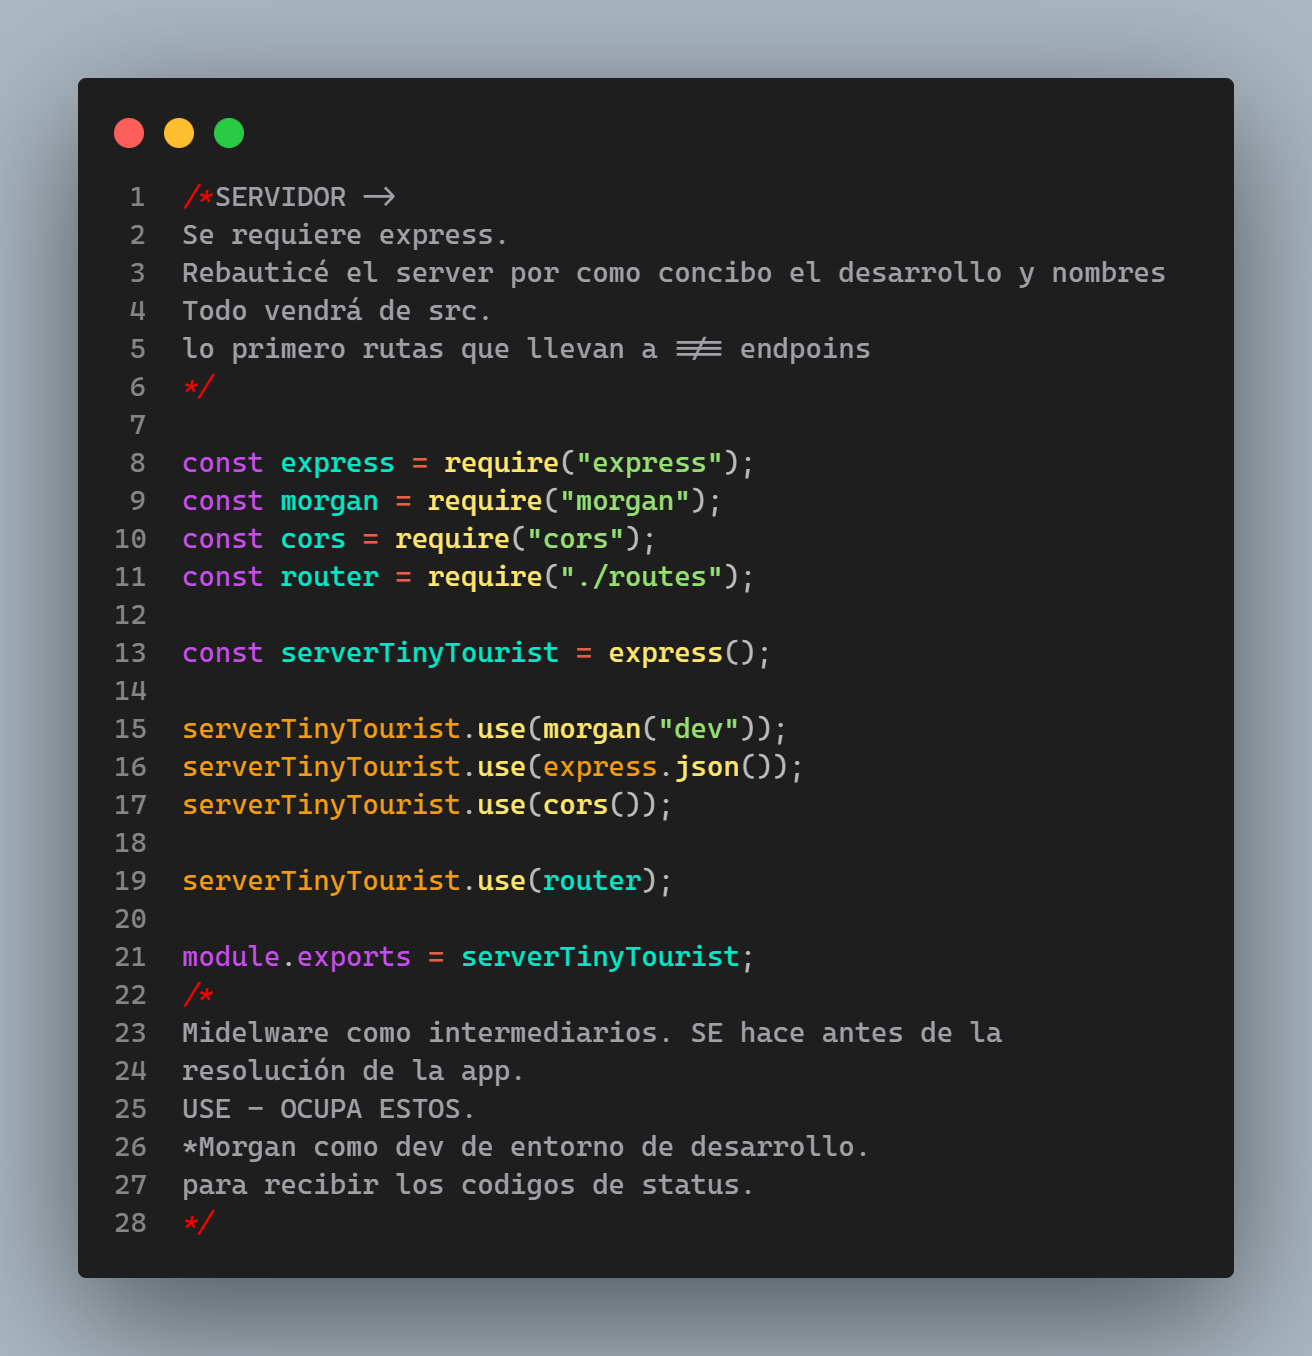 1 /*SERVIDOR ->
2 Se requiere express.
3 Rebauticé el server por como concibo el desarrollo y nombres
4 Todo vendrá de src.
5 lo primero rutas que llevan a !== endpoins
6 */
7
8 const express = require("express");
9 const morgan = require("morgan");
10 const cors = require("cors");
11 const router = require("./routes");
12
13 const serverTinyTourist = express();
14
15 serverTinyTourist.use(morgan("dev"));
16 serverTinyTourist.use(express.json());
17 serverTinyTourist.use(cors());
18
19 serverTinyTourist.use(router);
20
21 module.exports = serverTinyTourist;
22 /*
23 Midelware como intermediarios. SE hace antes de la
24 resolución de la app.
25 USE - OCUPA ESTOS.
26 *Morgan como dev de entorno de desarrollo.
27 para recibir los codigos de status.
28 */